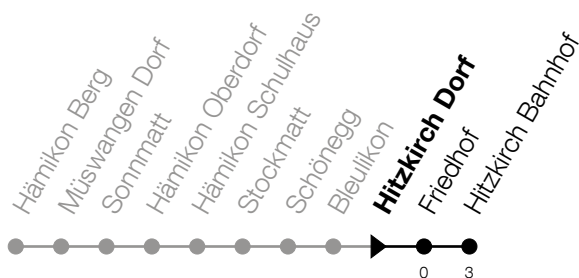 Hämikon Berg
Müswangen Dorf
Sonnmatt
Hämikon Oberdorf
Hämikon Schulhaus
Stockmatt
Schönegg
Bleulikon
Hitzkirch Dorf
Friedhof
Hitzkirch Bahnhof
0
3